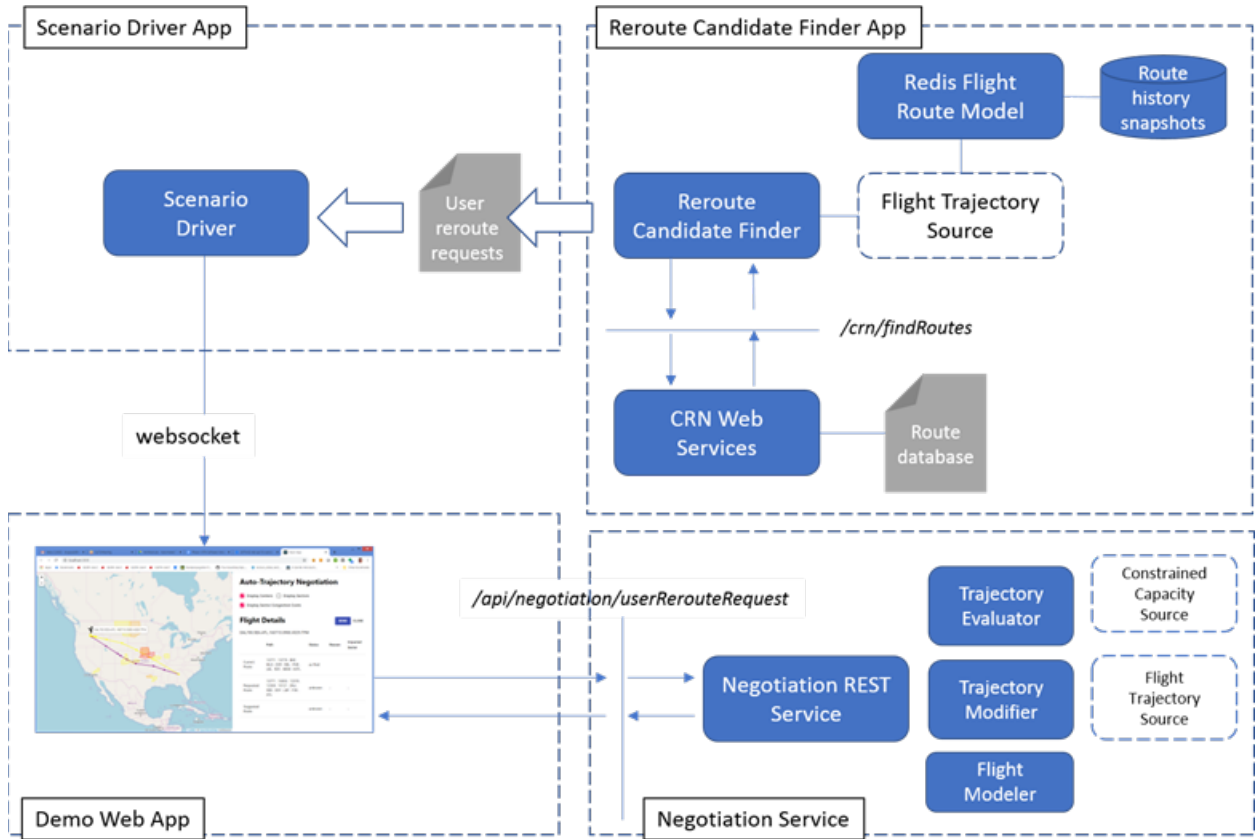 Scenario Driver App
Reroute Candidate Finder App
Redis Flight
Route Model
Route
history
snapshots
Scenario
Driver
User
reroute
requests
Reroute
Candidate Finder
Flight Trajectory
Source
/crn/findRoutes
CRN Web
Services
Route
database
websocket
Auto-Trajectory Negotiation
Flight Details
/api/negotiation/userRerouteRequest
Trajectory
Evaluator
Constrained
Capacity
Source
Negotiation REST
Service
Trajectory
Modifier
Flight
Trajectory
Source
Flight
Modeler
Demo Web App
Negotiation Service